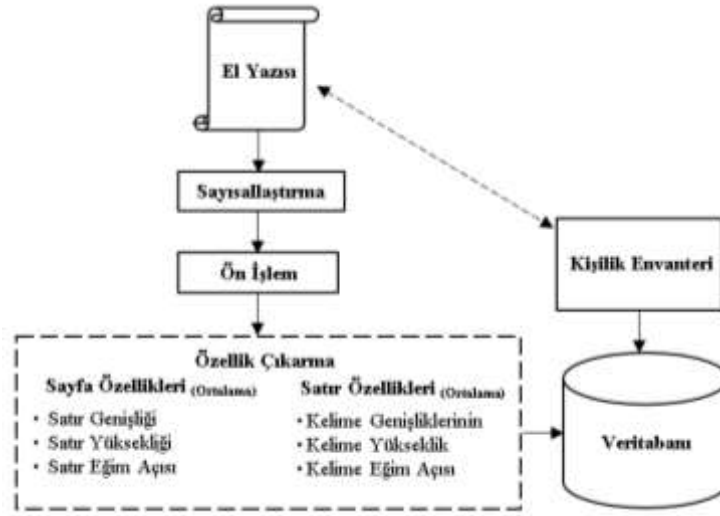 El Yazısı
Sayısallaştırma
Ön İşlem
Kişilik Envanteri
Özellik Çıkarma
Sayfa Özellikleri (Ortalama)
• Satır Genişliği
• Satır Yüksekliği
• Satır Eğim Açısı
Satır Özellikleri (Ortalama)
• Kelime Genişliklerinin
• Kelime Yükseklik
• Kelime Eğim Açısı
Veritabanı